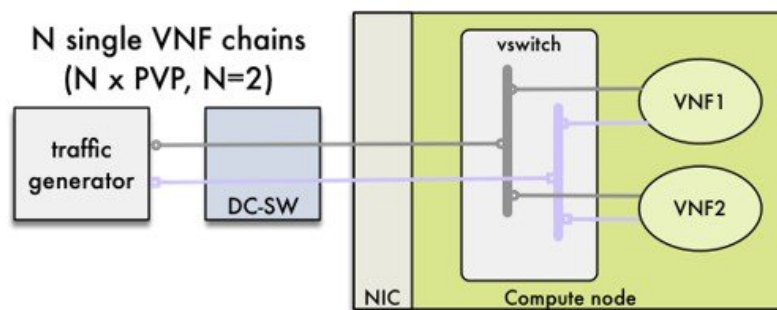 N single VNF chains
(N x PVP, N=2)
traffic
generator
DC-SW
NIC
vswitch
VNF1
VNF2
Compute node